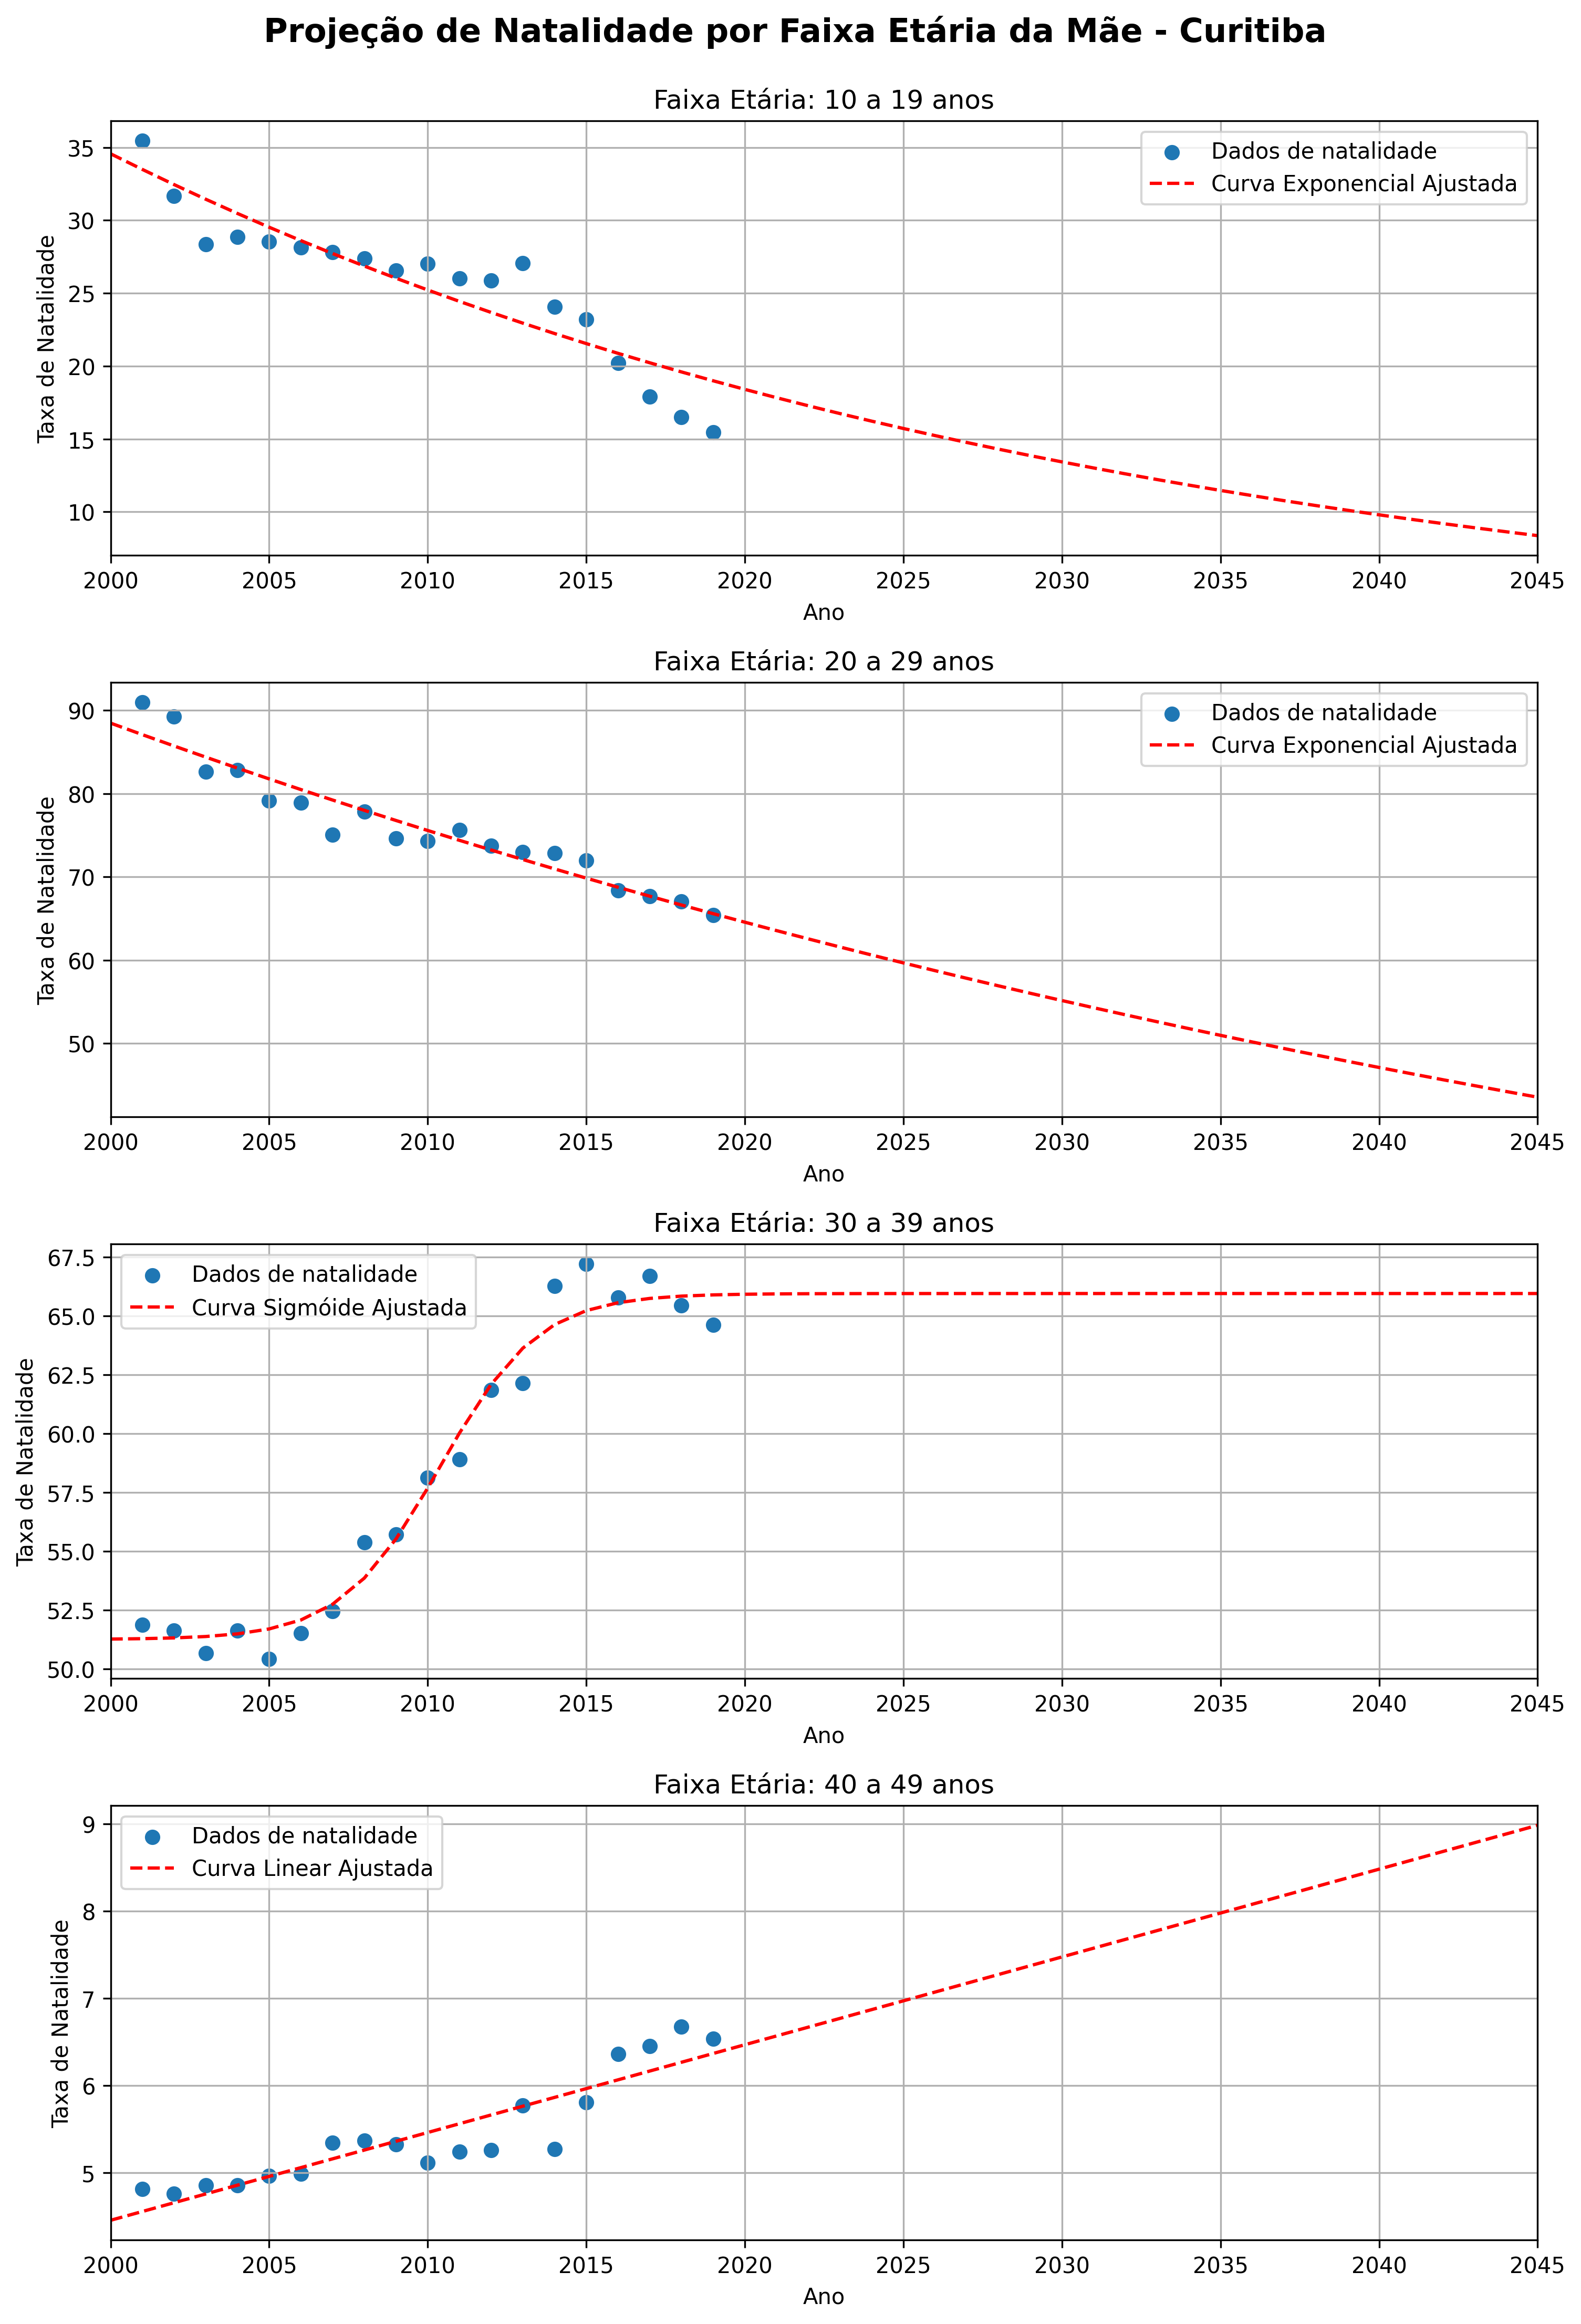 Projeção de Natalidade por Faixa Etária da Mãe - Curitiba
Faixa Etária: 10 a 19 anos
Dados de natalidade
Curva Exponencial Ajustada
Taxa de Natalidade
35
30
25
20
15
10
2000 2005 2010 2015 2020 2025 2030 2035 2040 2045
Ano
Faixa Etária: 20 a 29 anos
Dados de natalidade
Curva Exponencial Ajustada
Taxa de Natalidade
90
80
70
60
50
2000 2005 2010 2015 2020 2025 2030 2035 2040 2045
Ano
Faixa Etária: 30 a 39 anos
Dados de natalidade
Curva Sigmóide Ajustada
Taxa de Natalidade
67.5
65.0
62.5
60.0
57.5
55.0
52.5
50.0
2000 2005 2010 2015 2020 2025 2030 2035 2040 2045
Ano
Faixa Etária: 40 a 49 anos
Dados de natalidade
Curva Linear Ajustada
Taxa de Natalidade
9
8
7
6
5
2000 2005 2010 2015 2020 2025 2030 2035 2040 2045
Ano